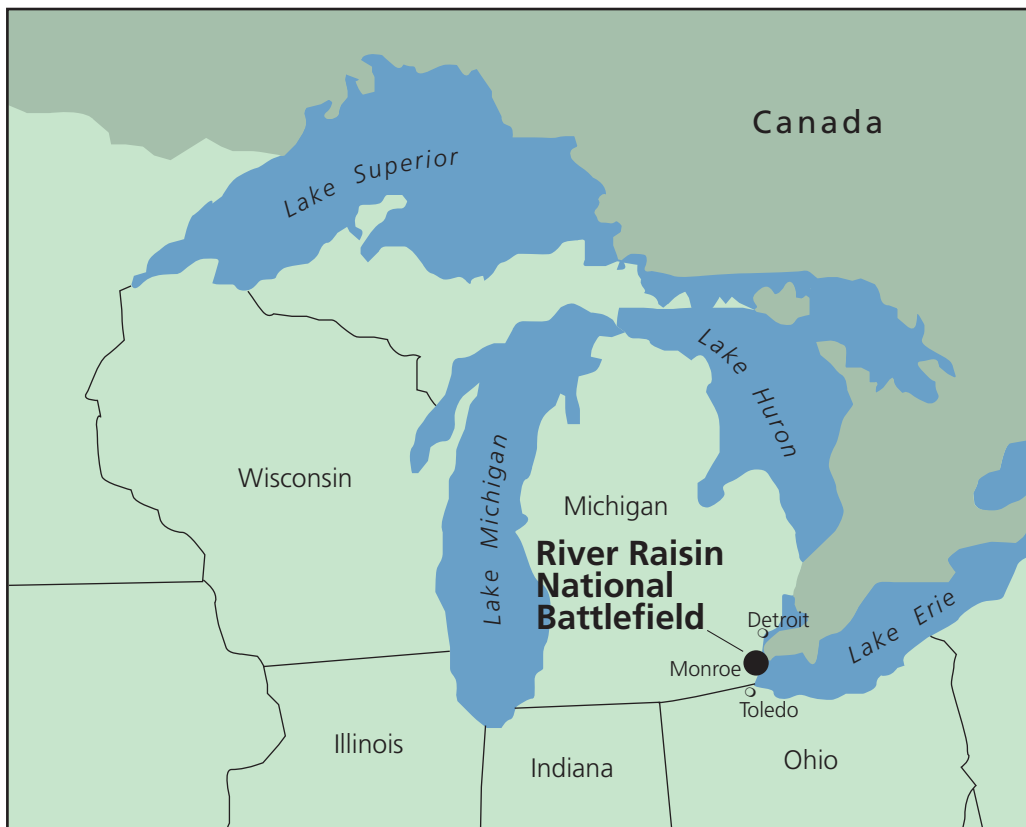 Canada
Lake Superior
Lake Huron
Wisconsin
Lake Michigan
Michigan
River Raisin
National
Battlefield
Detroit
Lake Erie
Monroe
Toledo
Illinois
Indiana
Ohio